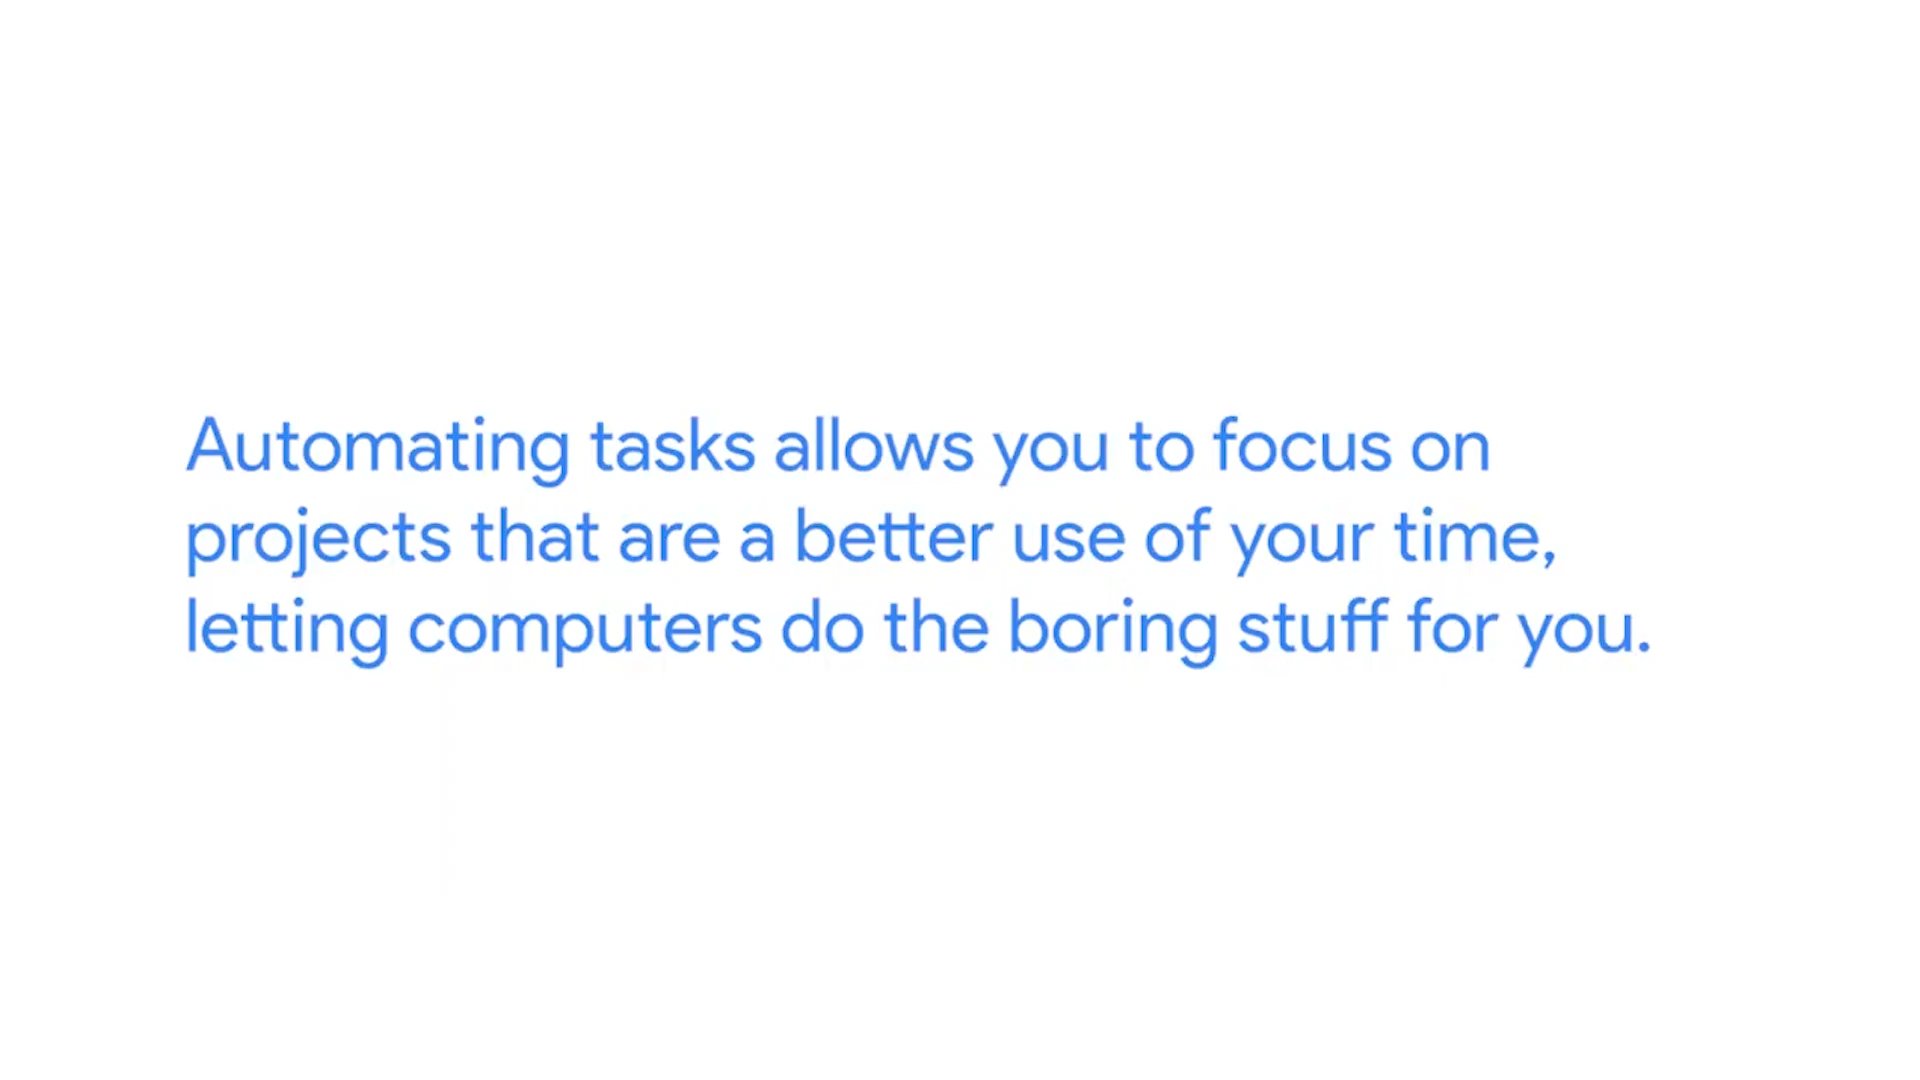 Automating tasks allows you to focus on
projects that are a better use of your time,
letting computers do the boring stuff for you.